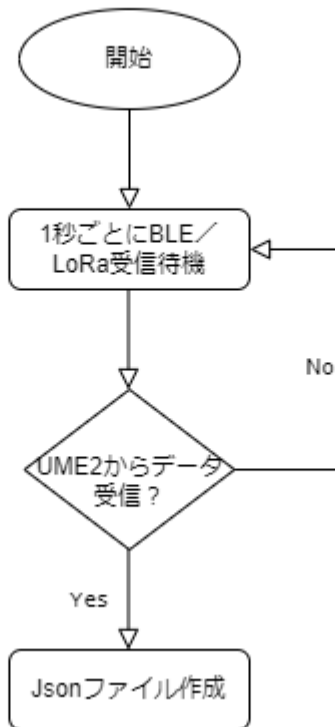 開始
1秒ごとにBLE／
LoRa受信待機
No
UME2からデータ
受信？
Yes
Jsonファイル作成